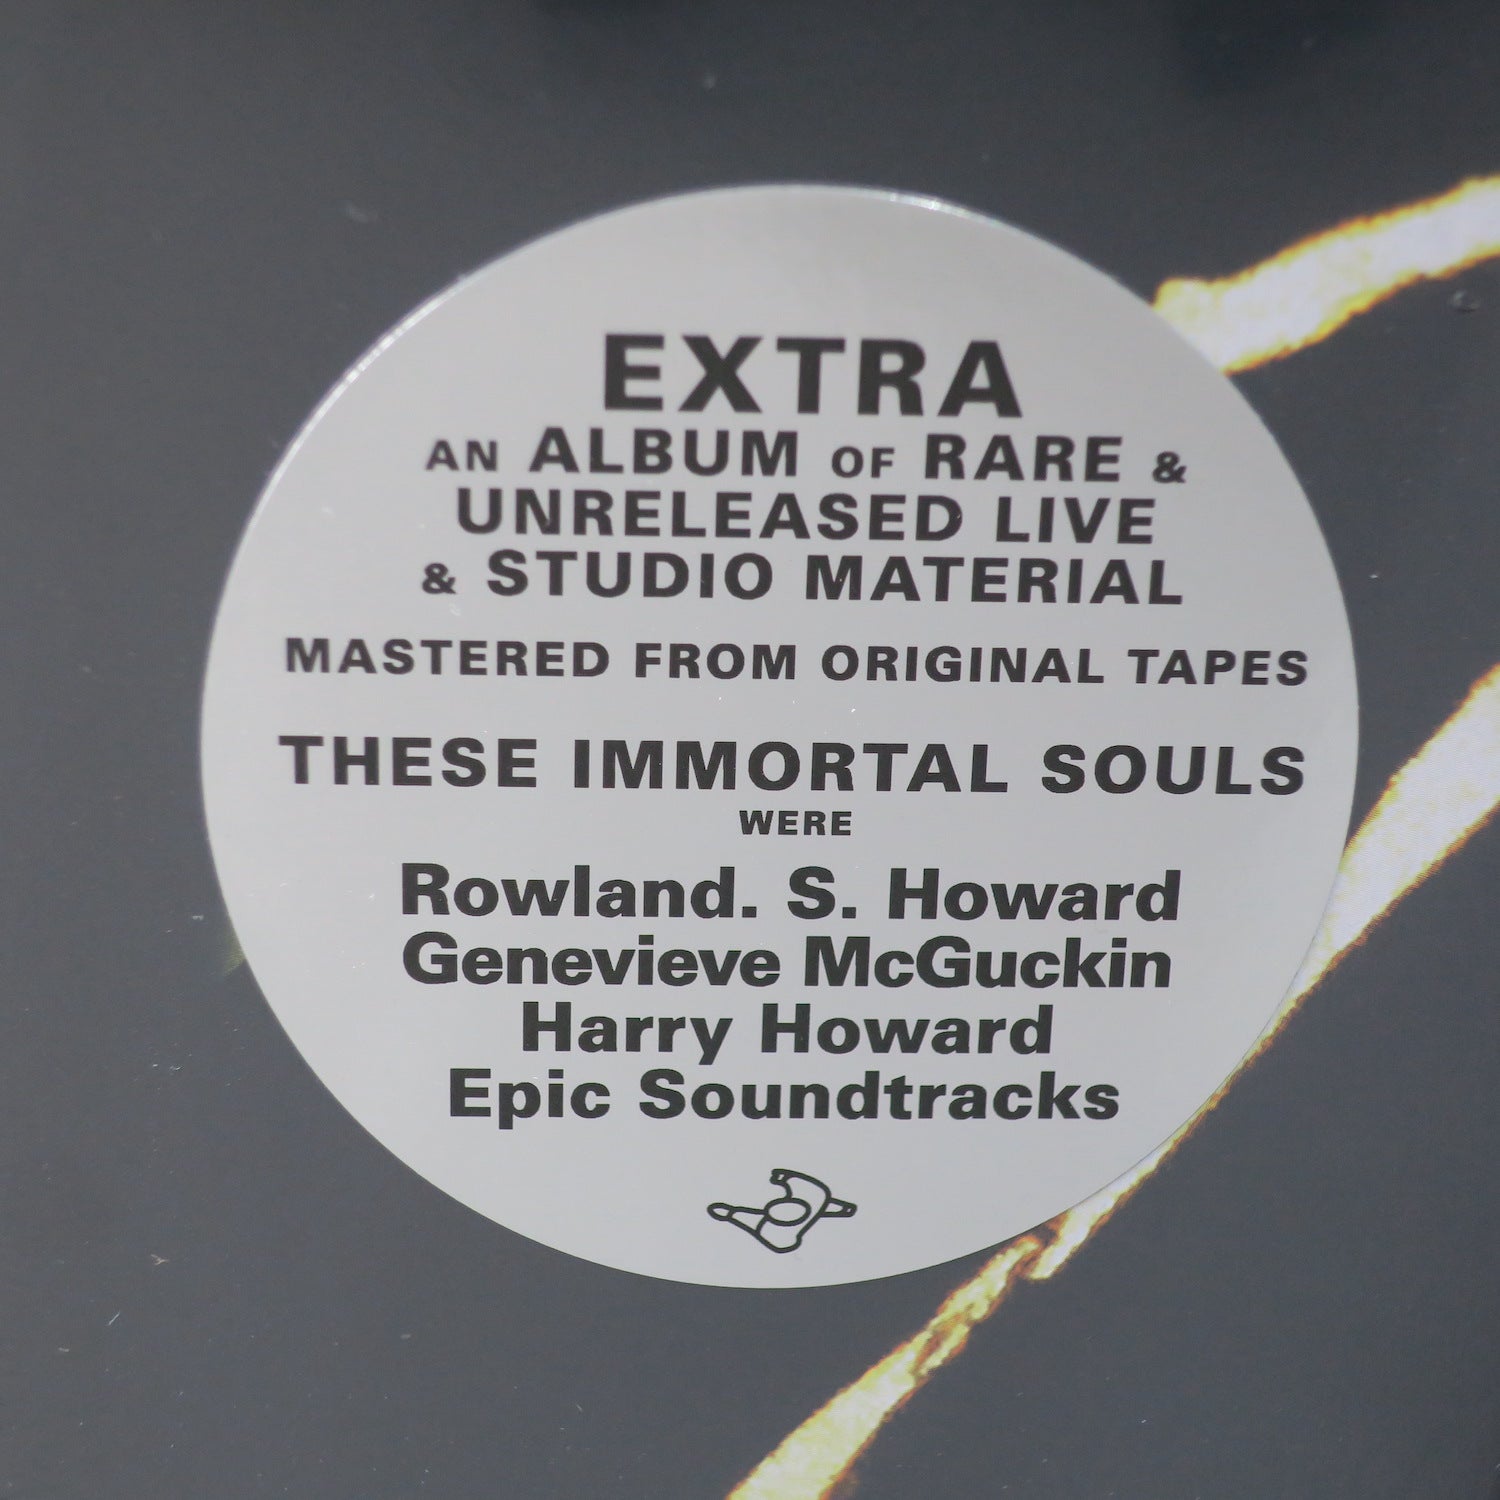 EXTRA
AN ALBUM OF RARE &
UNRELEASED LIVE
& STUDIO MATERIAL
MASTERED FROM ORIGINAL TAPES
THESE IMMORTAL SOULS
WERE
Rowland. S. Howard
Genevieve McGuckin
Harry Howard
Epic Soundtracks